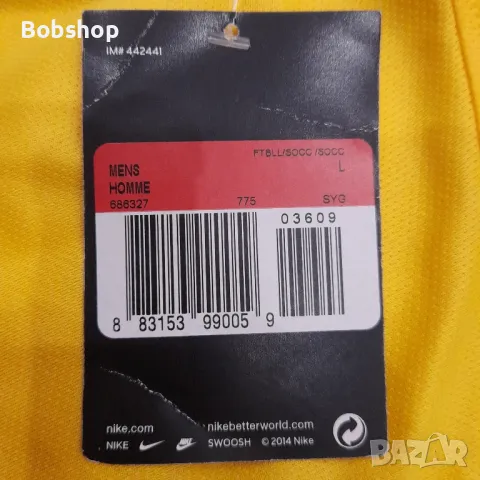 Bobshop
IM# 442441
FTBLL/SOCC /SOCC
MENS L
HOMME
686327 775 SYG
03609
8 83153 99005 9
nike.com nikebetterworld.com
NIKE SWOOSH © 2014 Nike
BAZAR